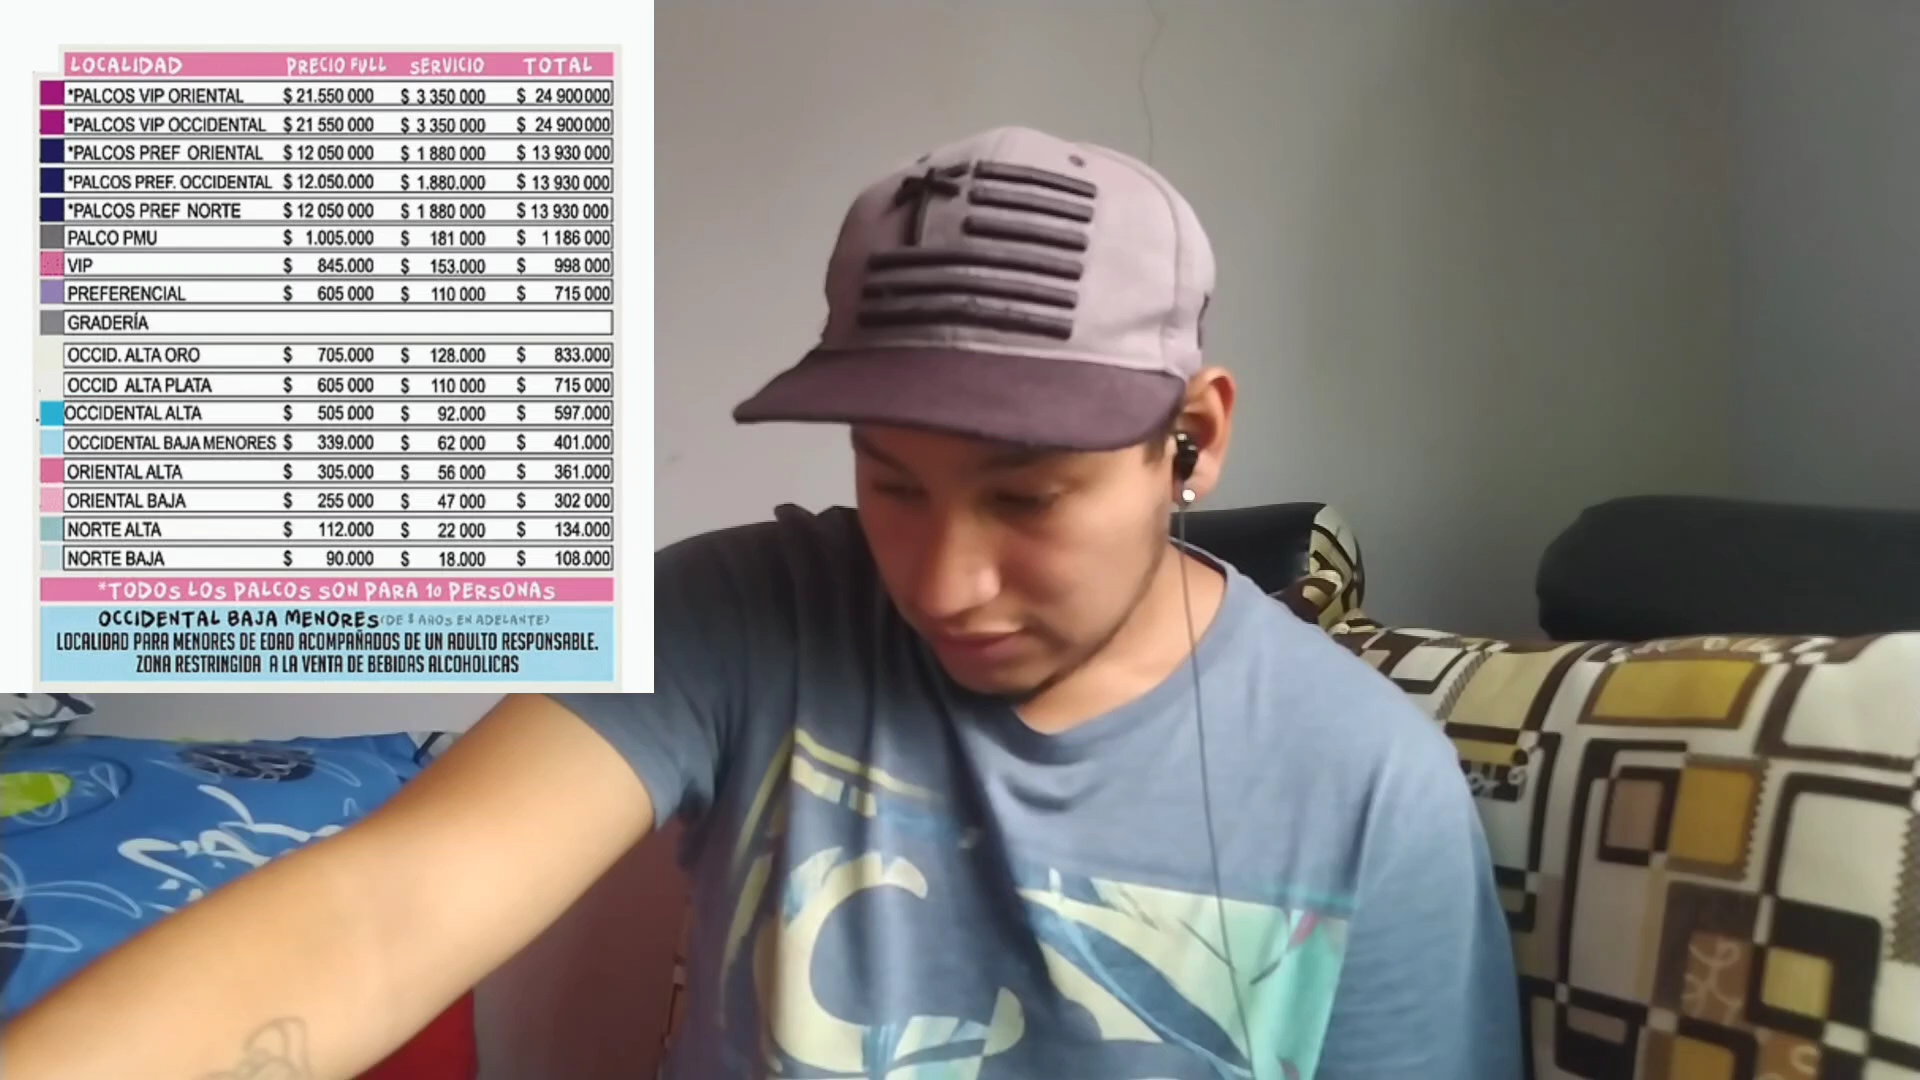 LOCALIDAD PRECIO FULL SERVICIO TOTAL
*PALCOS VIP ORIENTAL $ 21.550 000 $ 3 350 000 $ 24 900 000
*PALCOS VIP OCCIDENTAL $ 21 550 000 $ 3 350 000 $ 24 900 000
*PALCOS PREF ORIENTAL $ 12 050 000 $ 1 880 000 $ 13 930 000
*PALCOS PREF. OCCIDENTAL $ 12.050.000 $ 1.880.000 $ 13 930 000
*PALCOS PREF NORTE $ 12 050 000 $ 1 880 000 $ 13 930 000
PALCO PMU $ 1.005.000 $ 181 000 $ 1 186 000
VIP $ 845.000 $ 153.000 $ 998 000
PREFERENCIAL $ 605 000 $ 110 000 $ 715 000
GRADERÍA
OCCID. ALTA ORO $ 705.000 $ 128.000 $ 833.000
OCCID ALTA PLATA $ 605 000 $ 110 000 $ 715 000
OCCIDENTAL ALTA $ 505 000 $ 92.000 $ 597.000
OCCIDENTAL BAJA MENORES $ 339.000 $ 62 000 $ 401.000
ORIENTAL ALTA $ 305.000 $ 56 000 $ 361.000
ORIENTAL BAJA $ 255 000 $ 47 000 $ 302 000
NORTE ALTA $ 112.000 $ 22 000 $ 134.000
NORTE BAJA $ 90.000 $ 18.000 $ 108.000
*TODOS LOS PALCOS SON PARA 10 PERSONAS
OCCIDENTAL BAJA MENORES (DE 8 AÑOS EN ADELANTE)
LOCALIDAD PARA MENORES DE EDAD ACOMPAÑADOS DE UN ADULTO RESPONSABLE.
ZONA RESTRINGIDA A LA VENTA DE BEBIDAS ALCOHOLICAS